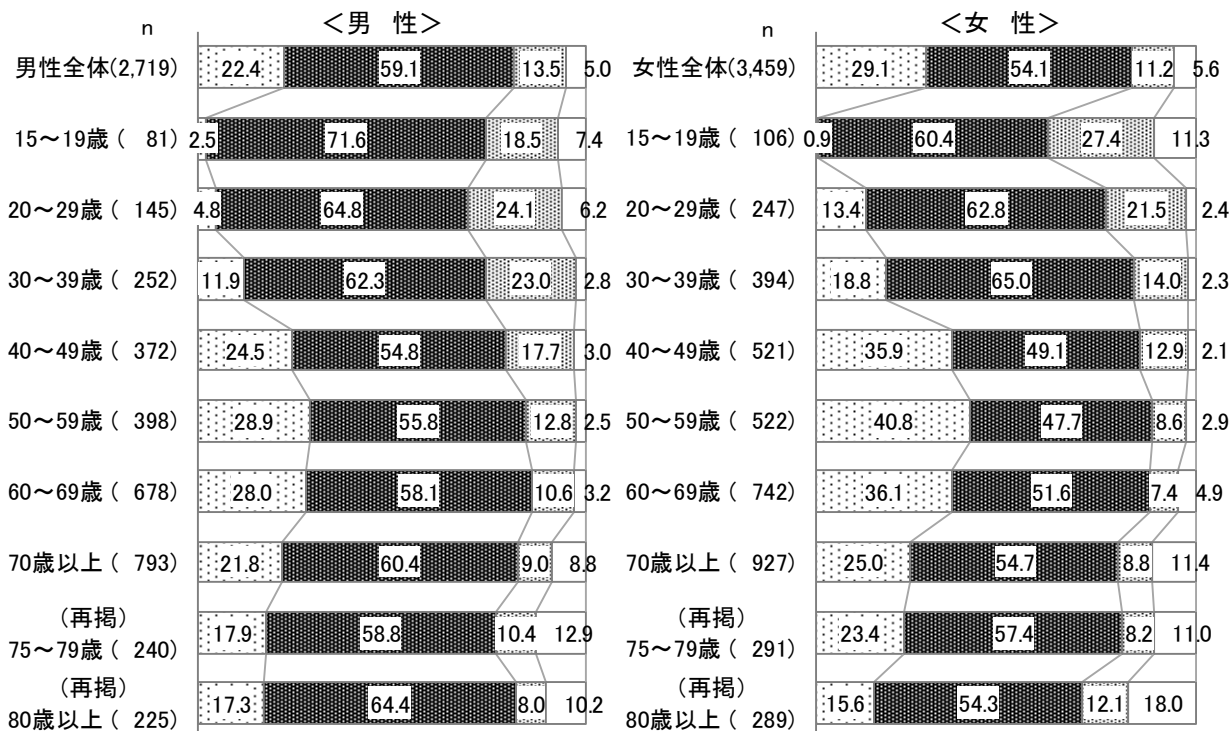 n ＜男　性＞
男性全体(2,719) 22.4 59.1 13.5 5.0
15～19歳( 81) 2.5 71.6 18.5 7.4
20～29歳( 145) 4.8 64.8 24.1 6.2
30～39歳( 252) 11.9 62.3 23.0 2.8
40～49歳( 372) 24.5 54.8 17.7 3.0
50～59歳( 398) 28.9 55.8 12.8 2.5
60～69歳( 678) 28.0 58.1 10.6 3.2
70歳以上( 793) 21.8 60.4 9.0 8.8
(再掲)
75～79歳( 240) 17.9 58.8 10.4 12.9
(再掲)
80歳以上( 225) 17.3 64.4 8.0 10.2
n ＜女　性＞
女性全体(3,459) 29.1 54.1 11.2 5.6
15～19歳( 106) 0.9 60.4 27.4 11.3
20～29歳( 247) 13.4 62.8 21.5 2.4
30～39歳( 394) 18.8 65.0 14.0 2.3
40～49歳( 521) 35.9 49.1 12.9 2.1
50～59歳( 522) 40.8 47.7 8.6 2.9
60～69歳( 742) 36.1 51.6 7.4 4.9
70歳以上( 927) 25.0 54.7 8.8 11.4
(再掲)
75～79歳( 291) 23.4 57.4 8.2 11.0
(再掲)
80歳以上( 289) 15.6 54.3 12.1 18.0